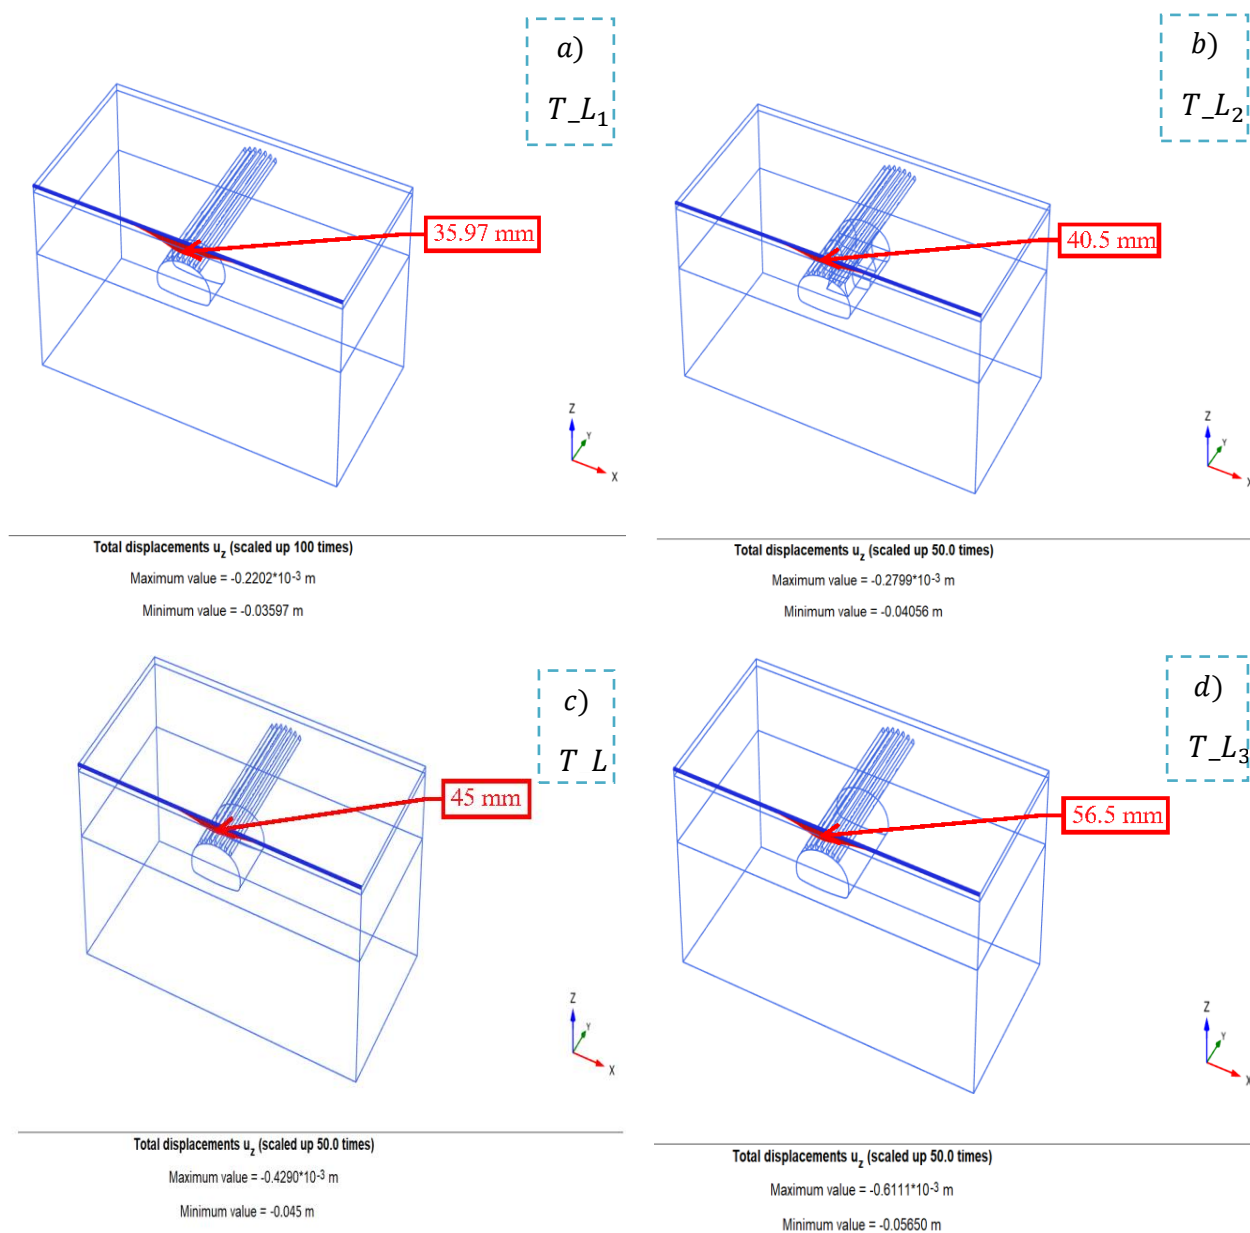 a)
T_L₁
35.97 mm
Z
Y
X
Total displacements u_z (scaled up 100 times)
Maximum value = -0.2202*10⁻³ m
Minimum value = -0.03597 m
b)
T_L₂
40.5 mm
Z
Y
X
Total displacements u_z (scaled up 50.0 times)
Maximum value = -0.2799*10⁻³ m
Minimum value = -0.04056 m
c)
T L
45 mm
Z
Y
X
Total displacements u_z (scaled up 50.0 times)
Maximum value = -0.4290*10⁻³ m
Minimum value = -0.045 m
d)
T_L₃
56.5 mm
Z
Y
X
Total displacements u_z (scaled up 50.0 times)
Maximum value = -0.6111*10⁻³ m
Minimum value = -0.05650 m